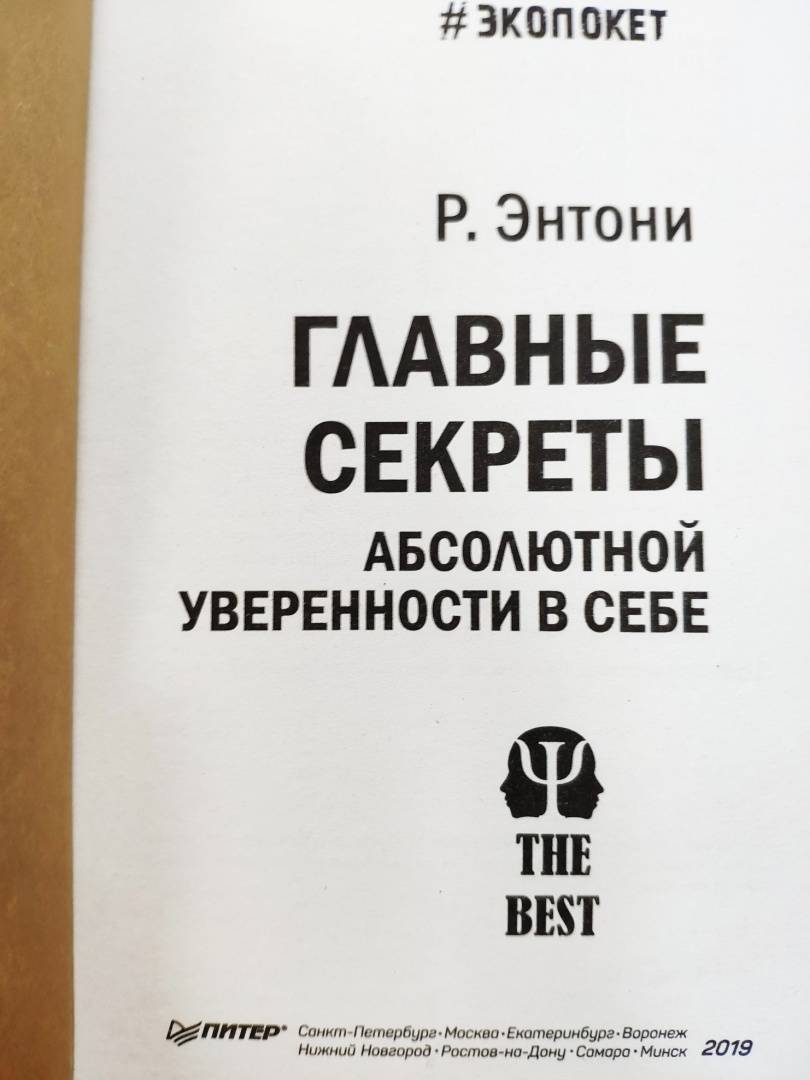 #ЭКОПОКЕТ
Р. Энтони
ГЛАВНЫЕ
СЕКРЕТЫ
АБСОЛЮТНОЙ
УВЕРЕННОСТИ В СЕБЕ
THE
BEST
ПИТЕР® Санкт-Петербург • Москва • Екатеринбург • Воронеж
Нижний Новгород • Ростов-на-Дону • Самара • Минск 2019